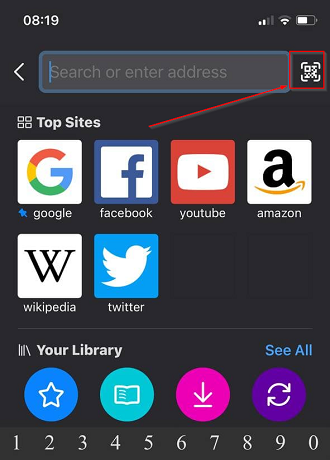 08:19
Search or enter address
Top Sites
google facebook youtube amazon
wikipedia twitter
Your Library See All
1 2 3 4 5 6 7 8 9 0